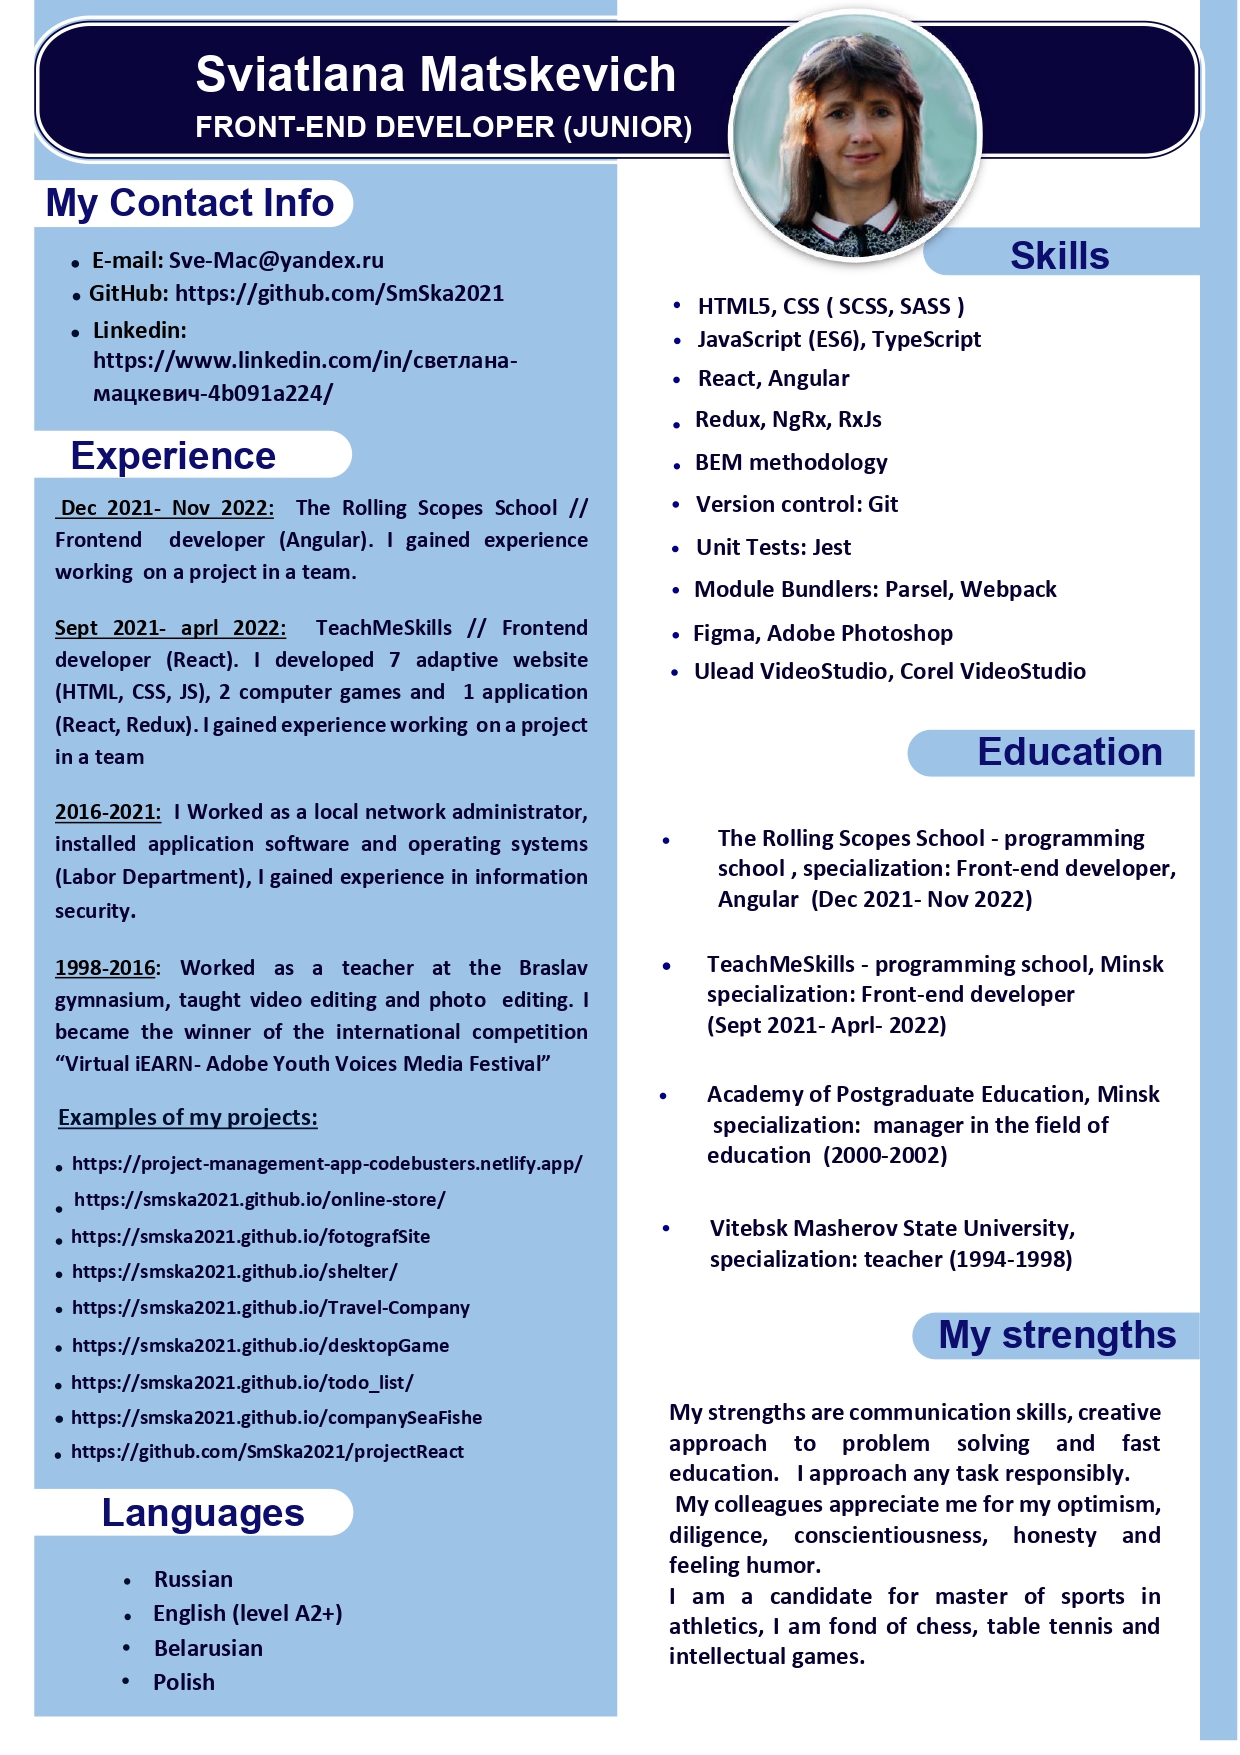 Sviatlana Matskevich
FRONT-END DEVELOPER (JUNIOR)
My Contact Info
• E-mail: Sve-Mac@yandex.ru
• GitHub: https://github.com/SmSka2021
• Linkedin:
https://www.linkedin.com/in/светлана-
мацкевич-4b091a224/
Experience
Dec 2021- Nov 2022: The Rolling Scopes School //
Frontend developer (Angular). I gained experience
working on a project in a team.
Sept 2021- aprl 2022: TeachMeSkills // Frontend
developer (React). I developed 7 adaptive website
(HTML, CSS, JS), 2 computer games and 1 application
(React, Redux). I gained experience working on a project
in a team
2016-2021: I Worked as a local network administrator,
installed application software and operating systems
(Labor Department), I gained experience in information
security.
1998-2016: Worked as a teacher at the Braslav
gymnasium, taught video editing and photo editing. I
became the winner of the international competition
“Virtual iEARN- Adobe Youth Voices Media Festival”
Examples of my projects:
• https://project-management-app-codebusters.netlify.app/
• https://smska2021.github.io/online-store/
• https://smska2021.github.io/fotografSite
• https://smska2021.github.io/shelter/
• https://smska2021.github.io/Travel-Company
• https://smska2021.github.io/desktopGame
• https://smska2021.github.io/todo_list/
• https://smska2021.github.io/companySeaFishe
• https://github.com/SmSka2021/projectReact
Languages
• Russian
• English (level A2+)
• Belarusian
• Polish
Skills
• HTML5, CSS ( SCSS, SASS )
• JavaScript (ES6), TypeScript
• React, Angular
• Redux, NgRx, RxJs
• BEM methodology
• Version control: Git
• Unit Tests: Jest
• Module Bundlers: Parsel, Webpack
• Figma, Adobe Photoshop
• Ulead VideoStudio, Corel VideoStudio
Education
• The Rolling Scopes School - programming
school , specialization: Front-end developer,
Angular (Dec 2021- Nov 2022)
• TeachMeSkills - programming school, Minsk
specialization: Front-end developer
(Sept 2021- Aprl- 2022)
• Academy of Postgraduate Education, Minsk
specialization: manager in the field of
education (2000-2002)
• Vitebsk Masherov State University,
specialization: teacher (1994-1998)
My strengths
My strengths are communication skills, creative
approach to problem solving and fast
education. I approach any task responsibly.
My colleagues appreciate me for my optimism,
diligence, conscientiousness, honesty and
feeling humor.
I am a candidate for master of sports in
athletics, I am fond of chess, table tennis and
intellectual games.